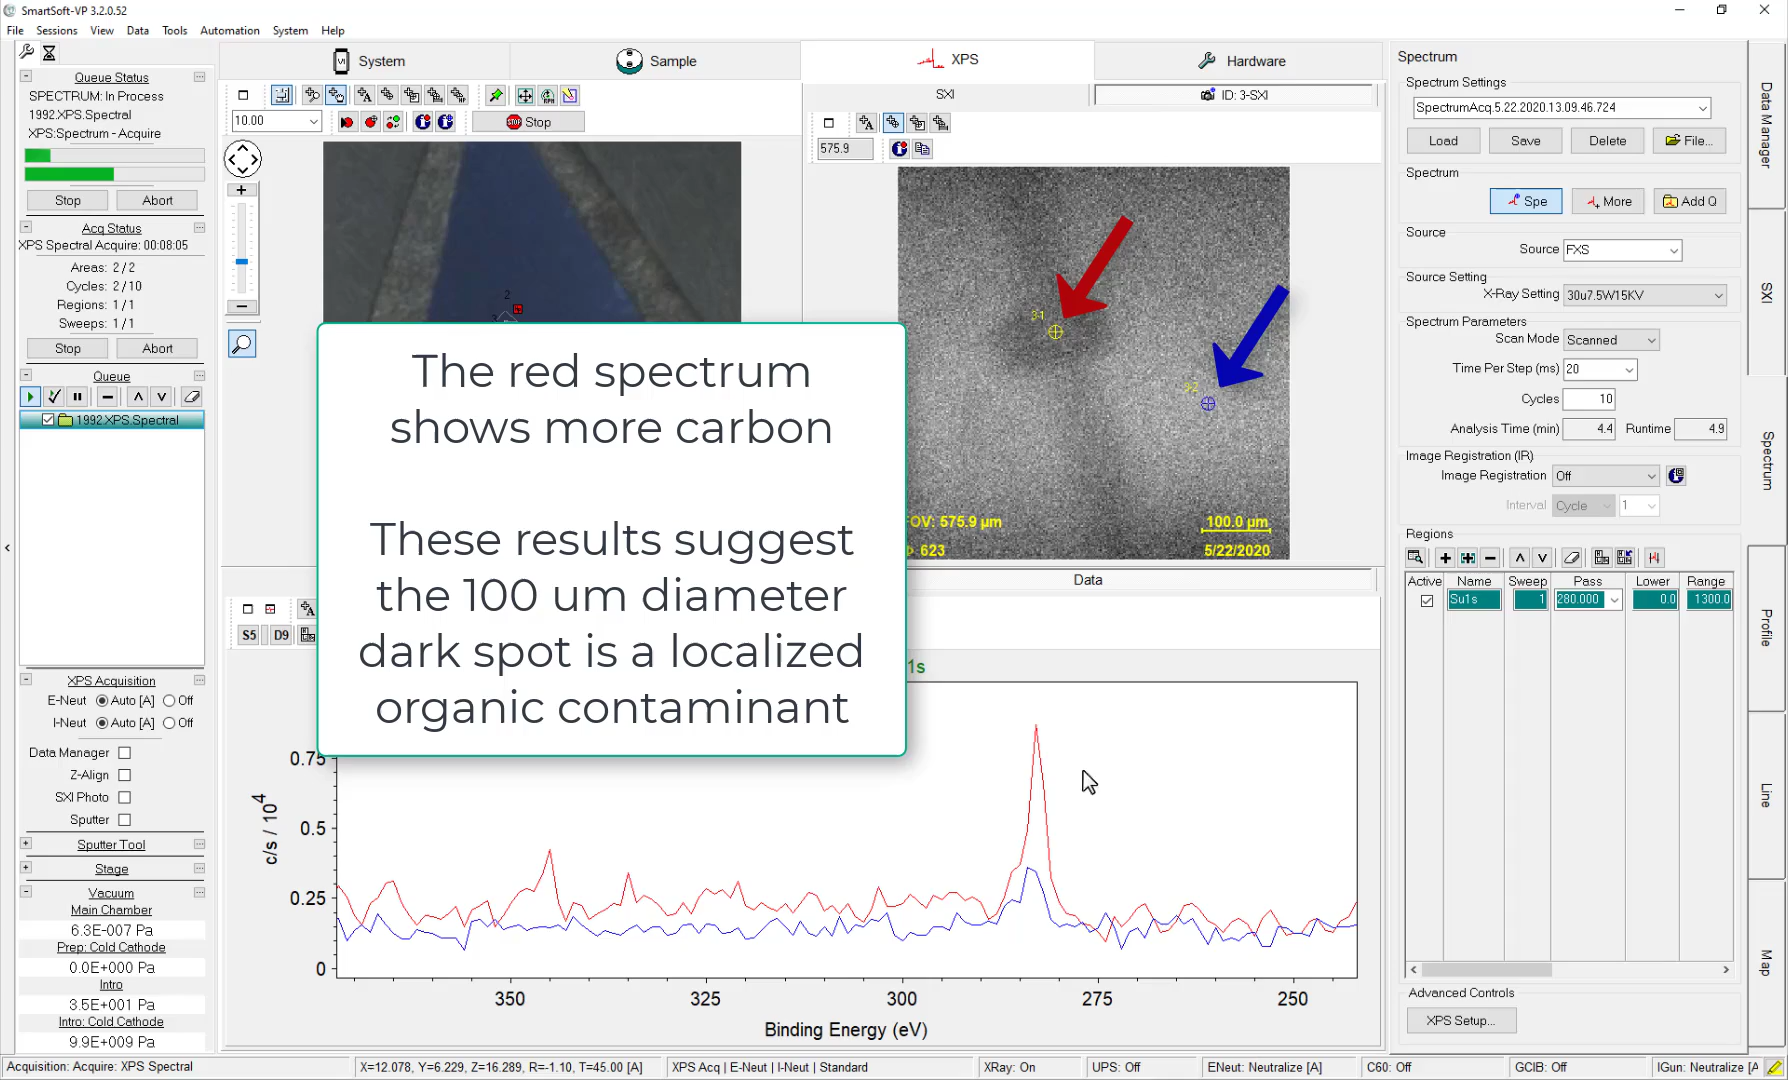 SmartSoft-VP 3.2.0.52
File Sessions View Data Tools Automation System Help
System
Sample
XPS
Hardware
Queue Status
SPECTRUM: In Process
1992.XPS.Spectral
XPS:Spectrum - Acquire
Stop Abort
Acq Status
XPS Spectral Acquire: 00:08:05
Areas: 2/2
Cycles: 2/10
Regions: 1/1
Sweeps: 1/1
Stop Abort
Queue
1992.XPS.Spectral
XPS Acquisition
E-Neut Auto [A] Off
I-Neut Auto [A] Off
Data Manager
Z-Align
SXI Photo
Sputter
Sputter Tool
Stage
Vacuum
Main Chamber
6.3E-007 Pa
Prep: Cold Cathode
0.0E+000 Pa
Intro
3.5E+001 Pa
Intro: Cold Cathode
9.9E+009 Pa
10.00
Stop
2
SXI
ID: 3-SXI
575.9
3-1
3-2
FOV: 575.9 µm
100.0 µm
623
5/22/2020
The red spectrum
shows more carbon
These results suggest
the 100 um diameter
dark spot is a localized
organic contaminant
Data
S5 D9
1s
c/s / 10^4
0.75
0.5
0.25
0
350 325 300 275 250
Binding Energy (eV)
Spectrum
Spectrum Settings
SpectrumAcq.5.22.2020.13.09.46.724
Load Save Delete File...
Spectrum
Spe More Add Q
Source
Source FXS
Source Setting
X-Ray Setting 30u7.5W15KV
Spectrum Parameters
Scan Mode Scanned
Time Per Step (ms) 20
Cycles 10
Analysis Time (min) 4.4 Runtime 4.9
Image Registration (IR)
Image Registration Off
Interval Cycle 1
Regions
Active Name Sweep Pass Lower Range
Su1s 1 280.000 0.0 1300.0
Advanced Controls
XPS Setup...
Data Manager
SXI
Spectrum
Profile
Line
Map
Acquisition: Acquire: XPS Spectral
X=12.078, Y=6.229, Z=16.289, R=-1.10, T=45.00 [A]
XPS Acq | E-Neut | I-Neut | Standard
XRay: On
UPS: Off
ENeut: Neutralize [A]
C60: Off
GCIB: Off
IGun: Neutralize [A